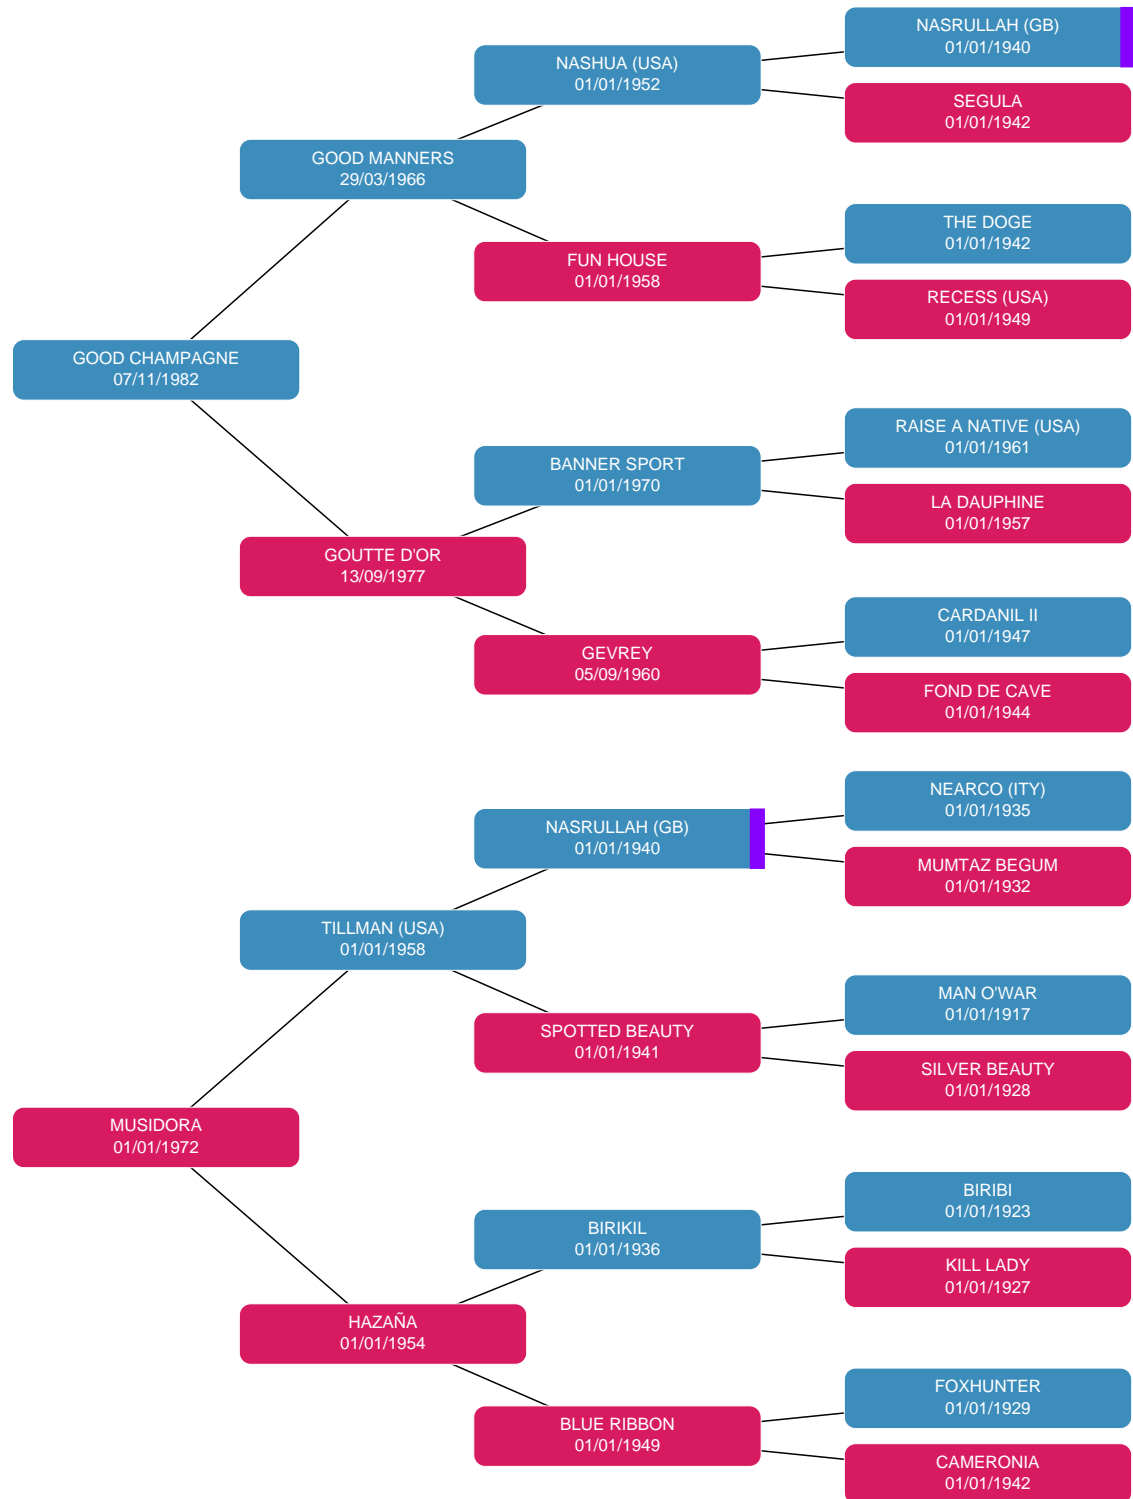 NASRULLAH (GB)
01/01/1940
NASHUA (USA)
01/01/1952
SEGULA
01/01/1942
GOOD MANNERS
29/03/1966
THE DOGE
01/01/1942
FUN HOUSE
01/01/1958
RECESS (USA)
01/01/1949
GOOD CHAMPAGNE
07/11/1982
RAISE A NATIVE (USA)
01/01/1961
BANNER SPORT
01/01/1970
LA DAUPHINE
01/01/1957
GOUTTE D'OR
13/09/1977
CARDANIL II
01/01/1947
GEVREY
05/09/1960
FOND DE CAVE
01/01/1944
NEARCO (ITY)
01/01/1935
NASRULLAH (GB)
01/01/1940
MUMTAZ BEGUM
01/01/1932
TILLMAN (USA)
01/01/1958
MAN O'WAR
01/01/1917
SPOTTED BEAUTY
01/01/1941
SILVER BEAUTY
01/01/1928
MUSIDORA
01/01/1972
BIRIBI
01/01/1923
BIRIKIL
01/01/1936
KILL LADY
01/01/1927
HAZAÑA
01/01/1954
FOXHUNTER
01/01/1929
BLUE RIBBON
01/01/1949
CAMERONIA
01/01/1942